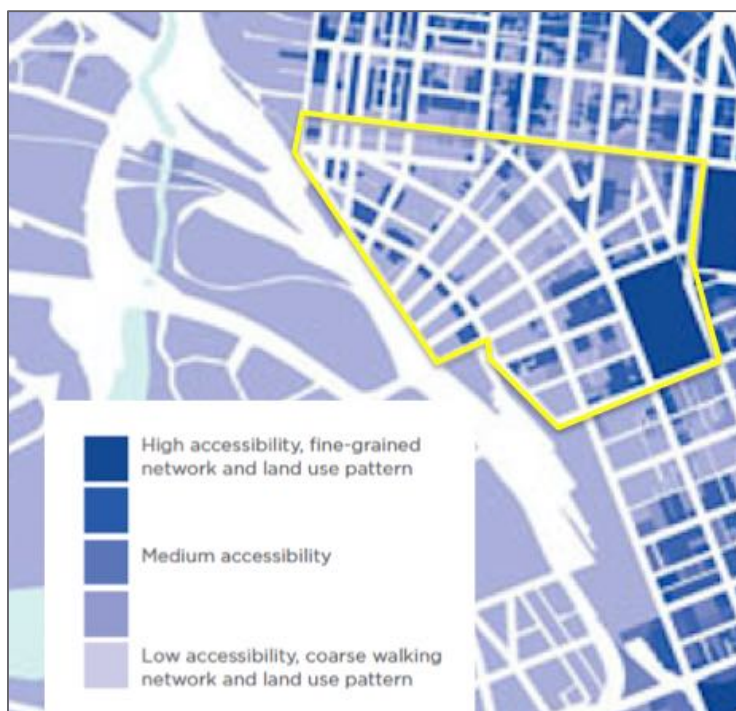 High accessibility, fine-grained
network and land use pattern
Medium accessibility
Low accessibility, coarse walking
network and land use pattern